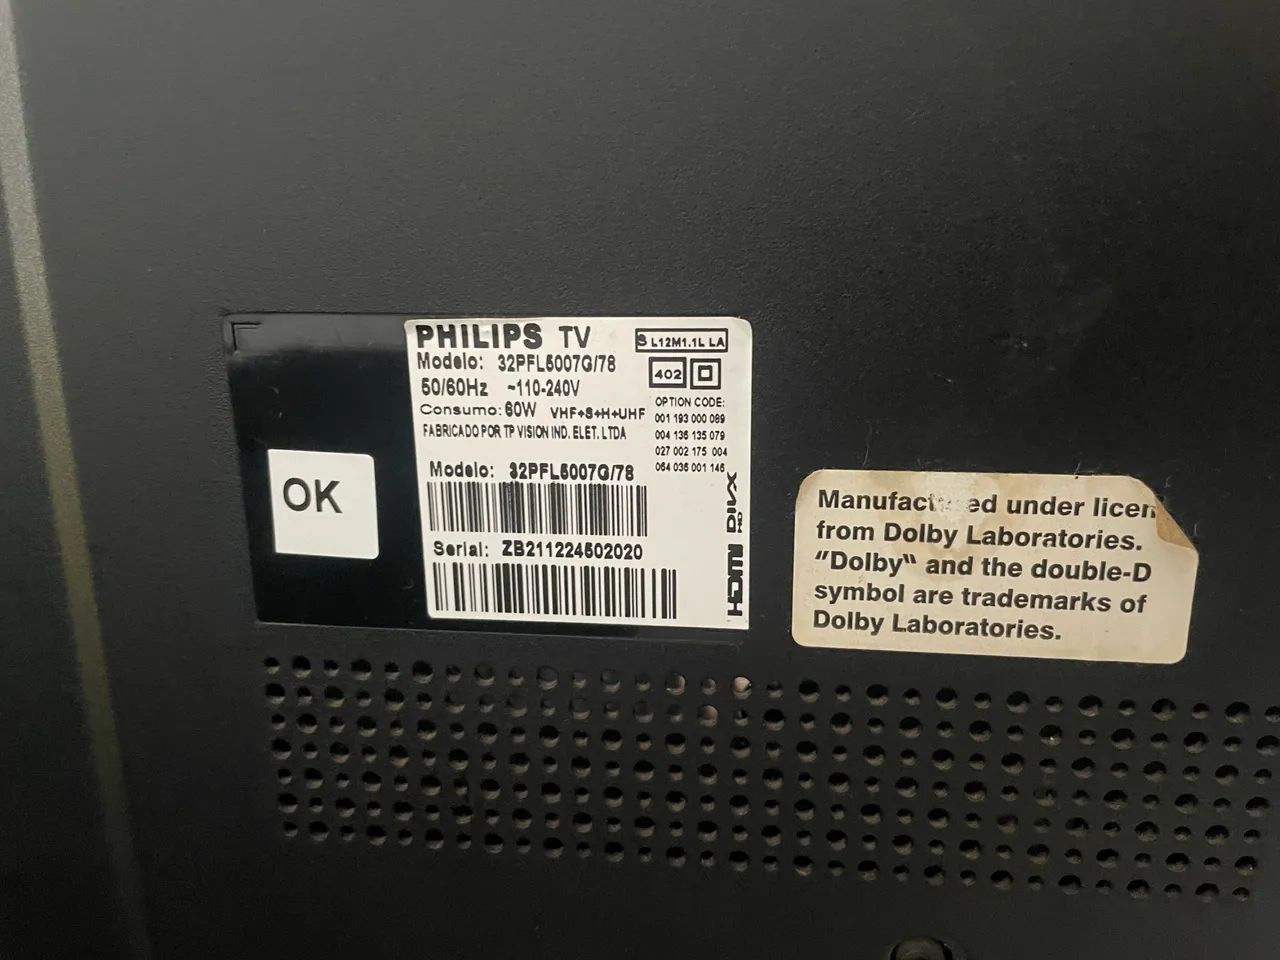 PHILIPS TV
S L12M1.1L LA
Modelo: 32PFL5007G/78
402
50/60Hz ~110-240V
Consumo: 60W VHF+S+H+UHF
FABRICADO POR TP VISION IND. ELET. LTDA
OPTION CODE:
001 193 000 089
004 136 135 079
027 002 175 004
064 036 001 146
Modelo: 32PFL5007G/78
Serial: ZB211224502020
DIVX
HD
HDMI
OK
under licen
from Dolby Laboratories.
"Dolby" and the double-D
symbol are trademarks of
Dolby Laboratories.